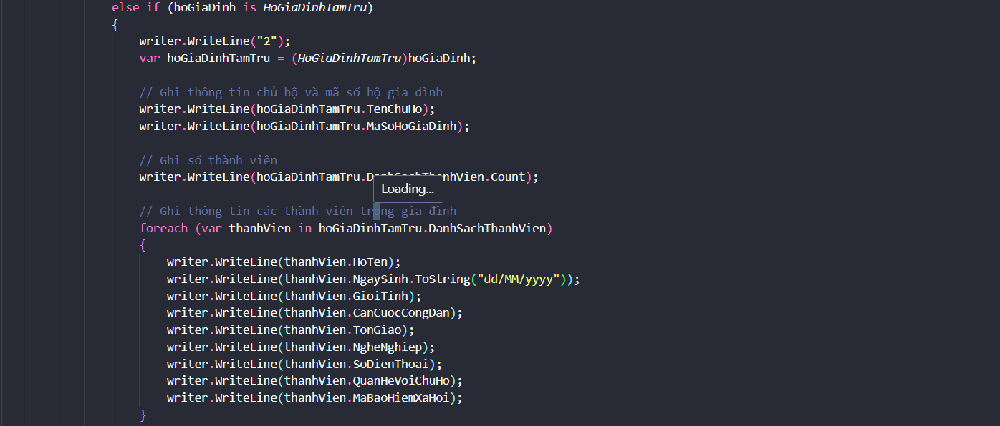 else if (hoGiaDinh is HoGiaDinhTamTru)
{
writer.WriteLine("2");
var hoGiaDinhTamTru = (HoGiaDinhTamTru)hoGiaDinh;
// Ghi thông tin chủ hộ và mã số hộ gia đình
writer.WriteLine(hoGiaDinhTamTru.TenChuHo);
writer.WriteLine(hoGiaDinhTamTru.MaSoHoGiaDinh);
// Ghi số thành viên
writer.WriteLine(hoGiaDinhTamTru.DanhSachThanhVien.Count);
Loading...
// Ghi thông tin các thành viên trong gia đình
foreach (var thanhVien in hoGiaDinhTamTru.DanhSachThanhVien)
{
writer.WriteLine(thanhVien.HoTen);
writer.WriteLine(thanhVien.NgaySinh.ToString("dd/MM/yyyy"));
writer.WriteLine(thanhVien.GioiTinh);
writer.WriteLine(thanhVien.CanCuocCongDan);
writer.WriteLine(thanhVien.TonGiao);
writer.WriteLine(thanhVien.NgheNghiep);
writer.WriteLine(thanhVien.SoDienThoai);
writer.WriteLine(thanhVien.QuanHeVoiChuHo);
writer.WriteLine(thanhVien.MaBaoHiemXaHoi);
}